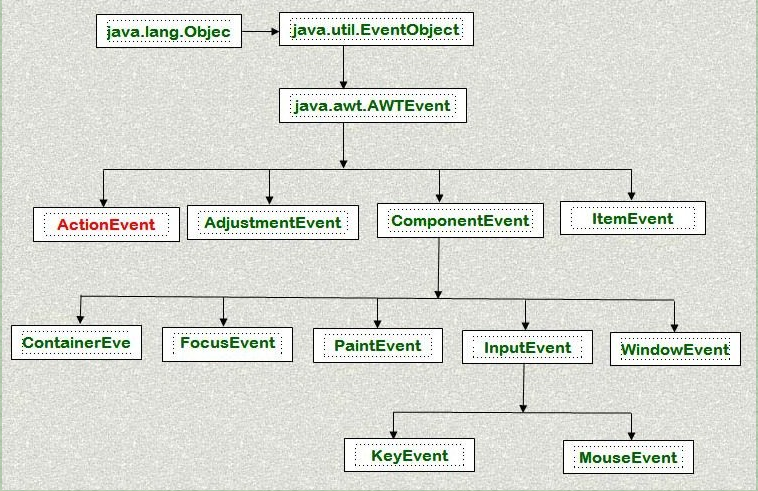 java.lang.Objec
java.util.EventObject
java.awt.AWTEvent
ActionEvent
AdjustmentEvent
ComponentEvent
ItemEvent
ContainerEve
FocusEvent
PaintEvent
InputEvent
WindowEvent
KeyEvent
MouseEvent